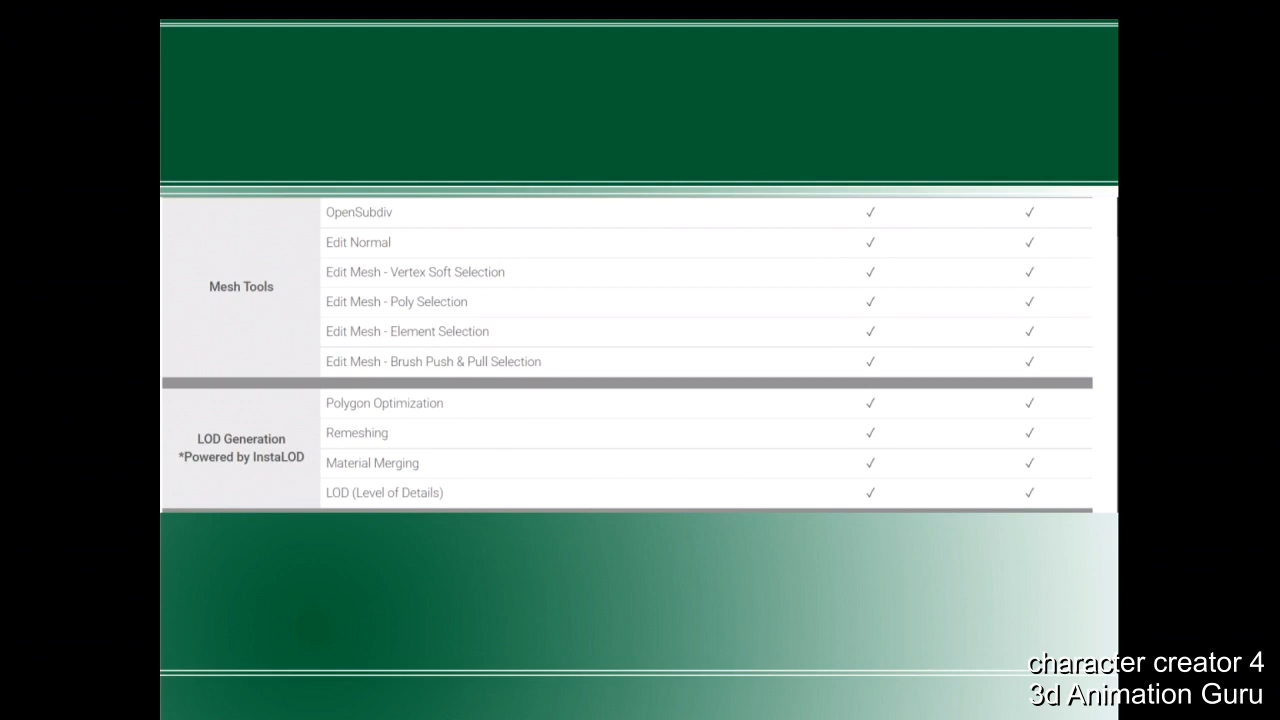 OpenSubdiv ✓ ✓
Edit Normal ✓ ✓
Mesh Tools
Edit Mesh - Vertex Soft Selection ✓ ✓
Edit Mesh - Poly Selection ✓ ✓
Edit Mesh - Element Selection ✓ ✓
Edit Mesh - Brush Push & Pull Selection ✓ ✓
LOD Generation
*Powered by InstaLOD
Polygon Optimization ✓ ✓
Remeshing ✓ ✓
Material Merging ✓ ✓
LOD (Level of Details) ✓ ✓
character creator 4
3d Animation Guru